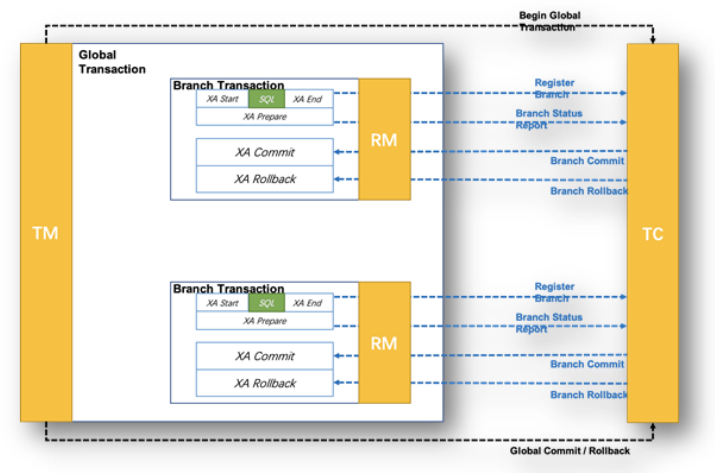 Begin Global
Transaction
Global
Transaction
TM
Branch Transaction
XA Start
SQL
XA End
XA Prepare
XA Commit
XA Rollback
RM
Register
Branch
Branch Status
Report
Branch Commit
Branch Rollback
TC
Branch Transaction
XA Start
SQL
XA End
XA Prepare
XA Commit
XA Rollback
RM
Register
Branch
Branch Status
Report
Branch Commit
Branch Rollback
Global Commit / Rollback